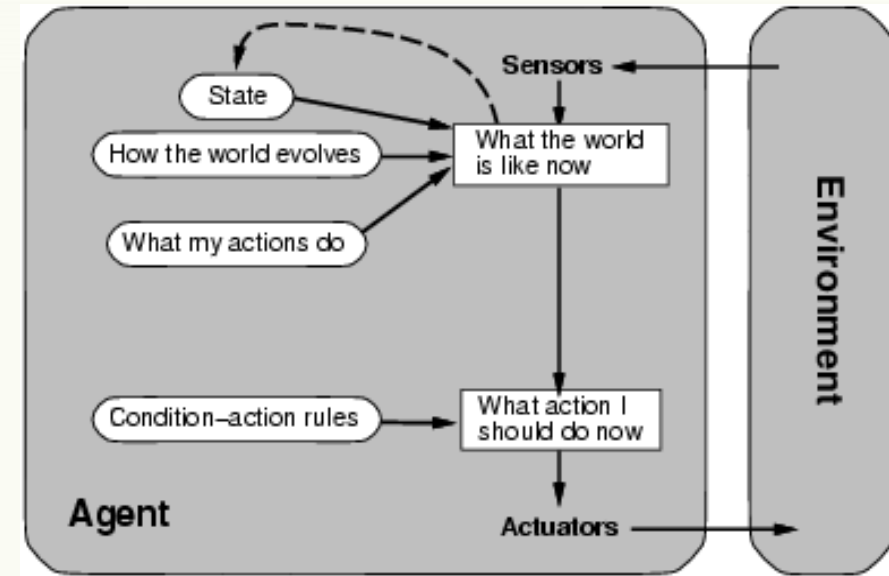 Sensors
State
What the world
is like now
How the world evolves
What my actions do
Environment
Condition–action rules
What action I
should do now
Agent
Actuators